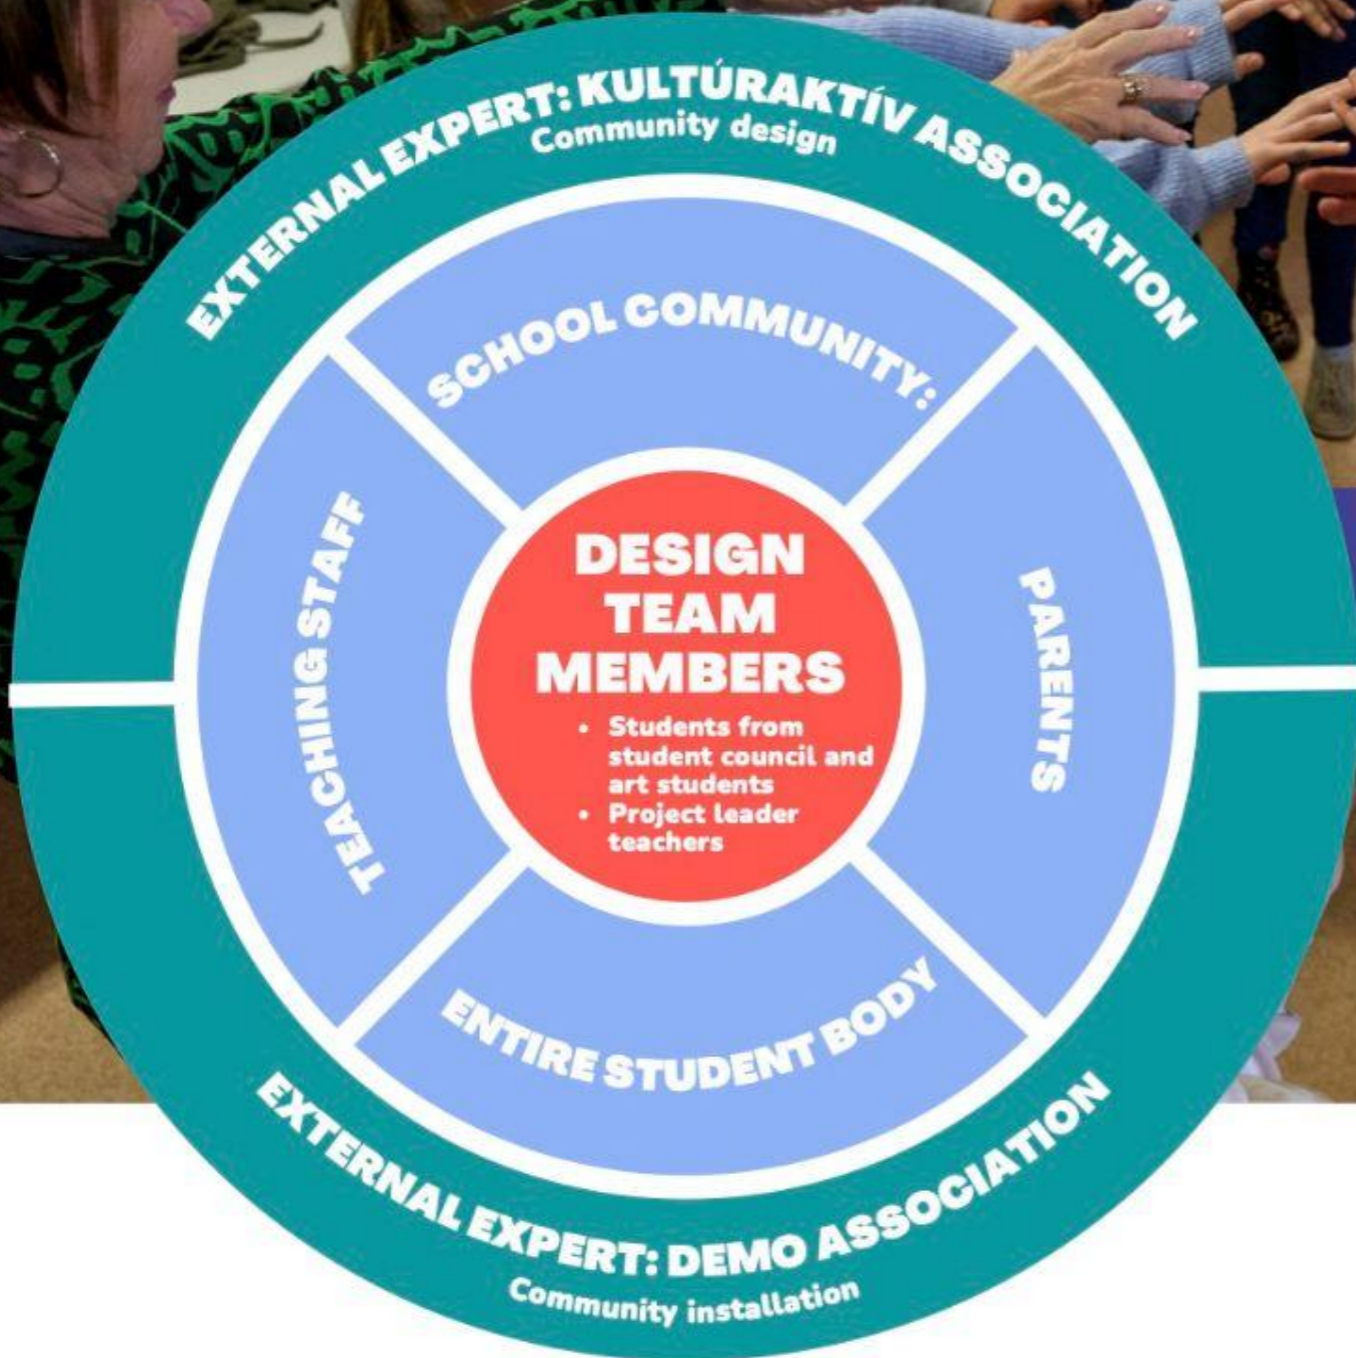 EXTERNAL EXPERT: KULTÚRAKTÍV ASSOCIATION
Community design
SCHOOL COMMUNITY:
TEACHING STAFF
PARENTS
DESIGN
TEAM
MEMBERS
• Students from
student council and
art students
• Project leader
teachers
ENTIRE STUDENT BODY
EXTERNAL EXPERT: DEMO ASSOCIATION
Community installation